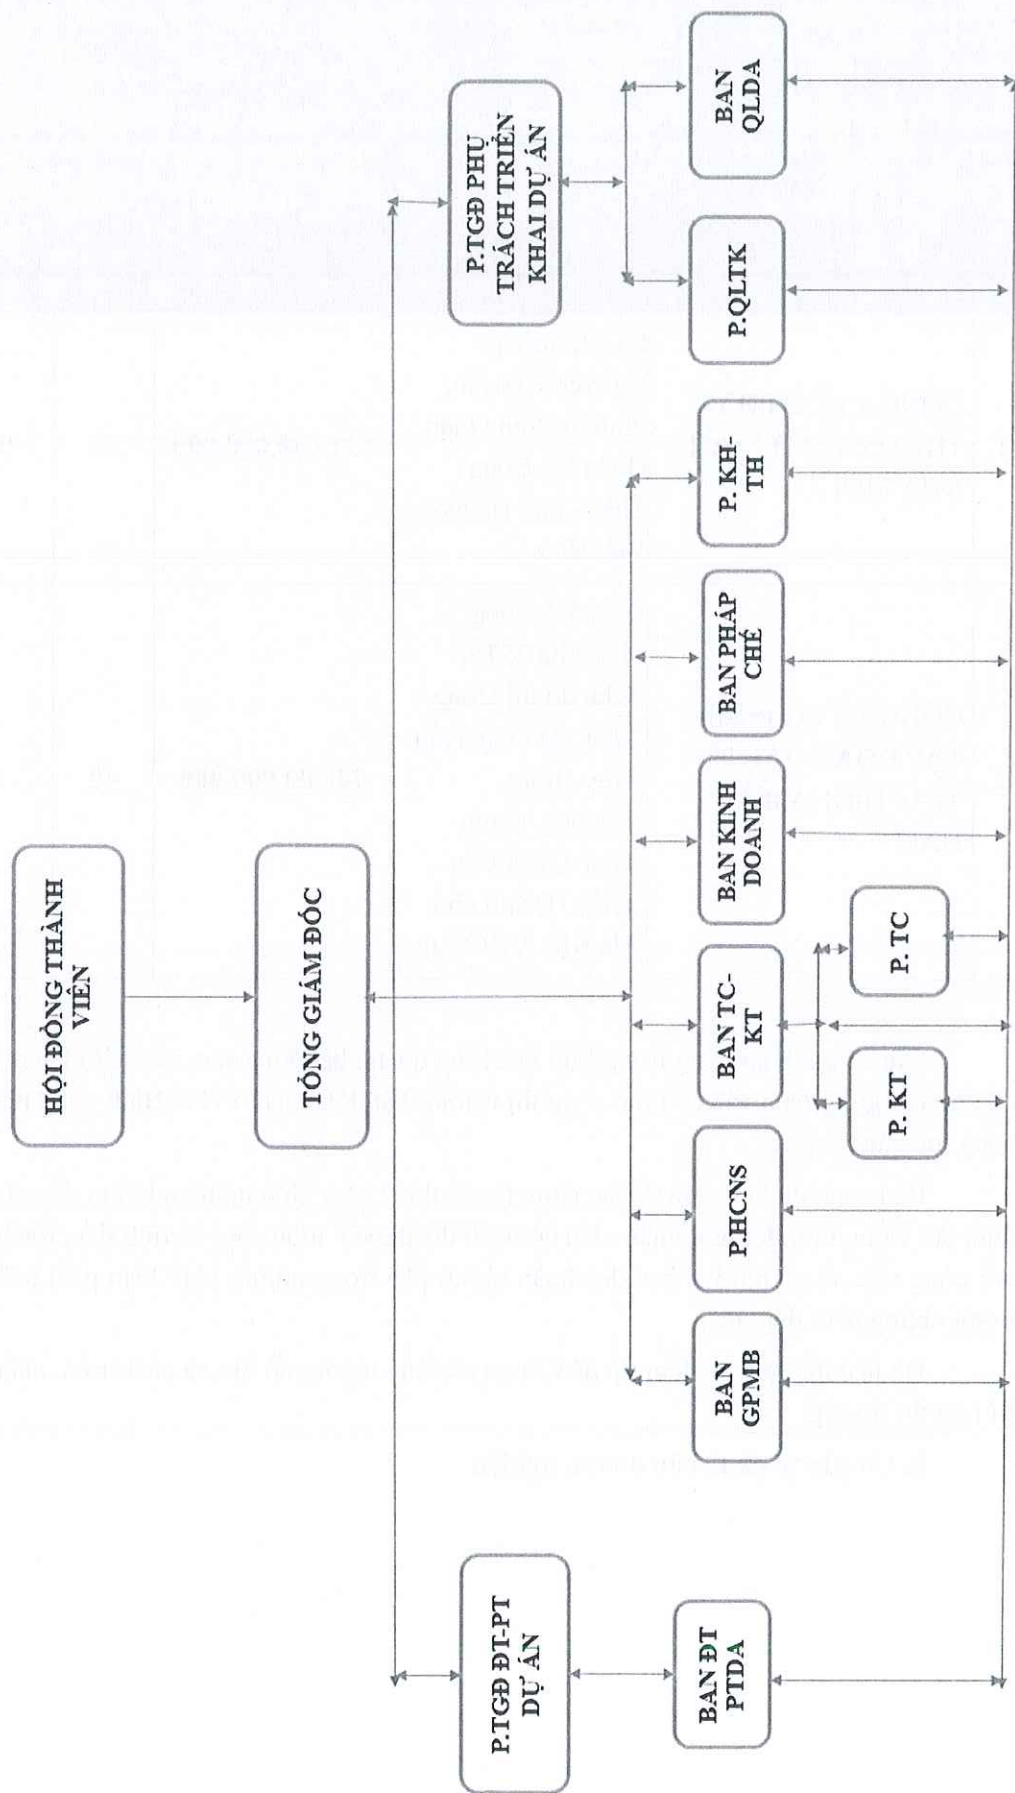 HỘI ĐỒNG THÀNH
VIÊN
TỔNG GIÁM ĐỐC
P.TGĐ ĐT-PT
DỰ ÁN
P.TGĐ PHỤ
TRÁCH TRIỂN
KHAI DỰ ÁN
BAN ĐT
PTDA
BAN
GPMB
P.HCNS
BAN TC-
KT
BAN KINH
DOANH
BAN PHÁP
CHẾ
P. KH-
TH
P.QLTK
BAN
QLDA
P. KT
P. TC